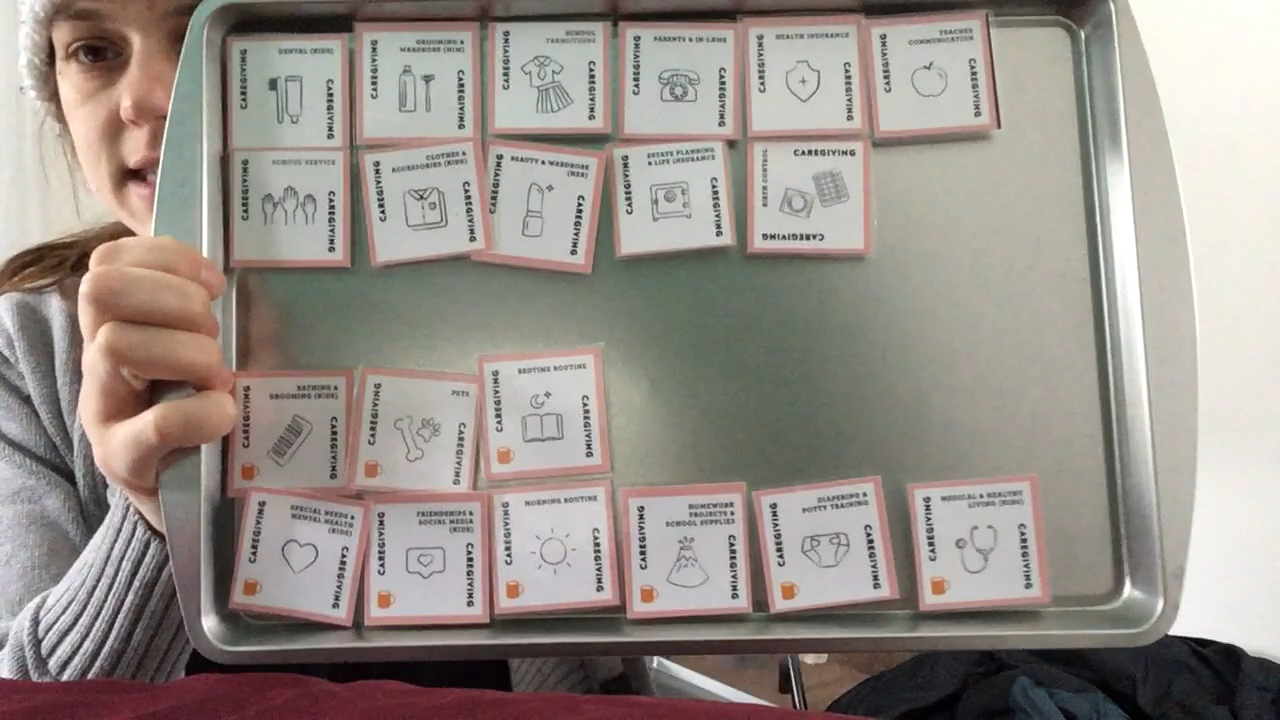 DENTAL (KIDS)
CAREGIVING
CAREGIVING
GROOMING &
WARDROBE (HIM)
CAREGIVING
CAREGIVING
SCHOOL
TRANSITIONS
CAREGIVING
CAREGIVING
PARENTS & IN-LAWS
CAREGIVING
CAREGIVING
HEALTH INSURANCE
CAREGIVING
CAREGIVING
TEACHER
COMMUNICATION
CAREGIVING
CAREGIVING
SCHOOL SERVICE
CAREGIVING
CAREGIVING
CLOTHES &
ACCESSORIES (KIDS)
CAREGIVING
CAREGIVING
BEAUTY & WARDROBE
(HER)
CAREGIVING
CAREGIVING
ESTATE PLANNING
& LIFE INSURANCE
CAREGIVING
CAREGIVING
BIRTH CONTROL
CAREGIVING
CAREGIVING
BATHING &
GROOMING (KIDS)
CAREGIVING
CAREGIVING
PETS
CAREGIVING
CAREGIVING
BEDTIME ROUTINE
CAREGIVING
CAREGIVING
SPECIAL NEEDS &
MENTAL HEALTH
(KIDS)
CAREGIVING
CAREGIVING
FRIENDSHIPS &
SOCIAL MEDIA
(KIDS)
CAREGIVING
CAREGIVING
MORNING ROUTINE
CAREGIVING
CAREGIVING
HOMEWORK
PROJECTS &
SCHOOL SUPPLIES
CAREGIVING
CAREGIVING
DIAPERING &
POTTY TRAINING
CAREGIVING
CAREGIVING
MEDICAL & HEALTHY
LIVING (KIDS)
CAREGIVING
CAREGIVING